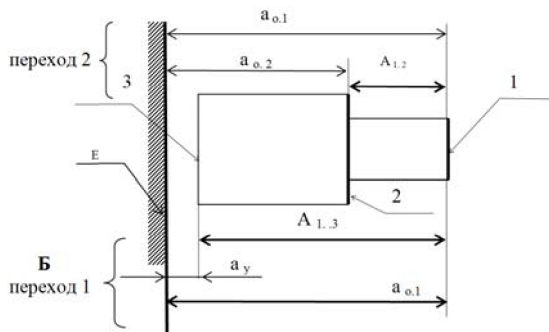 a о.1
переход 2
a о. 2
A 1.2
3
1
E
2
A 1. .3
Б
переход 1
a у
a о.1